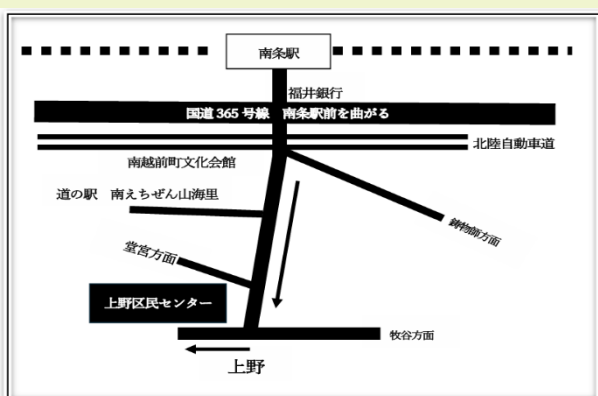 南条駅
福井銀行
国道365号線　南条駅前を曲がる
北陸自動車道
南越前町文化会館
道の駅　南えちぜん山海里
鋳物師方面
堂宮方面
上野区民センター
牧谷方面
上野